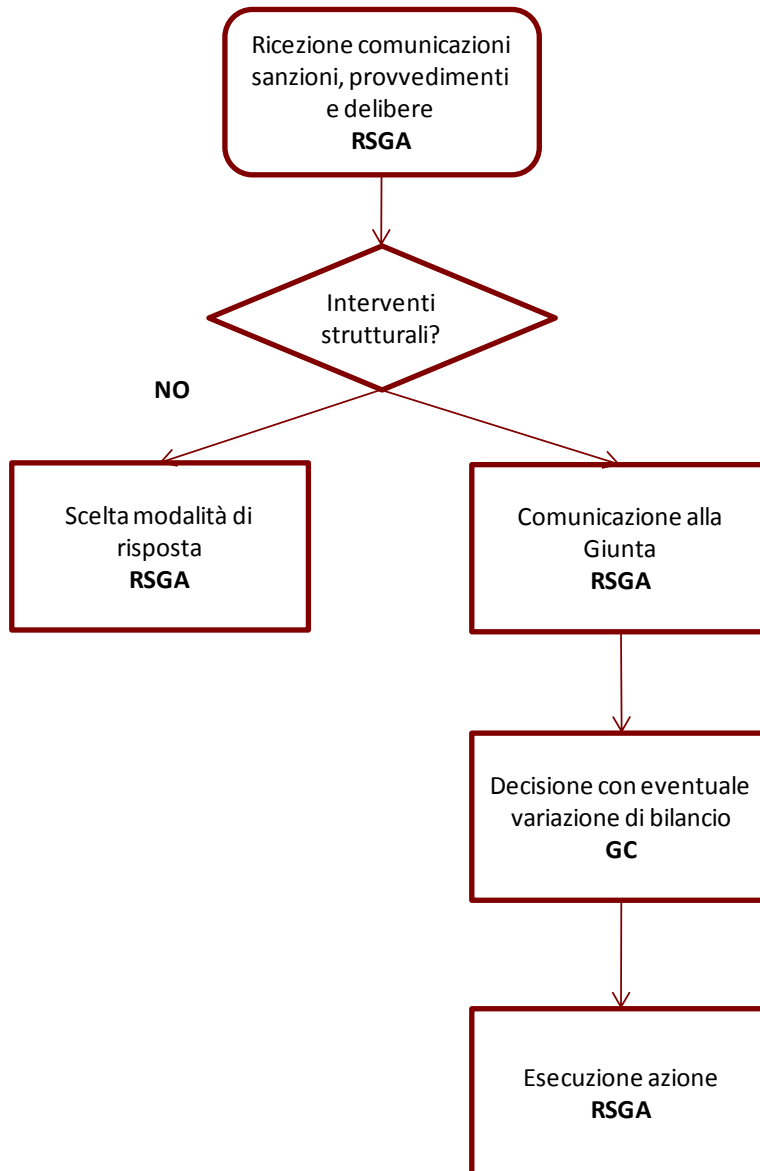 Ricezione comunicazioni
sanzioni, provvedimenti
e delibere
RSGA
Interventi
strutturali?
NO
Scelta modalità di
risposta
RSGA
Comunicazione alla
Giunta
RSGA
Decisione con eventuale
variazione di bilancio
GC
Esecuzione azione
RSGA